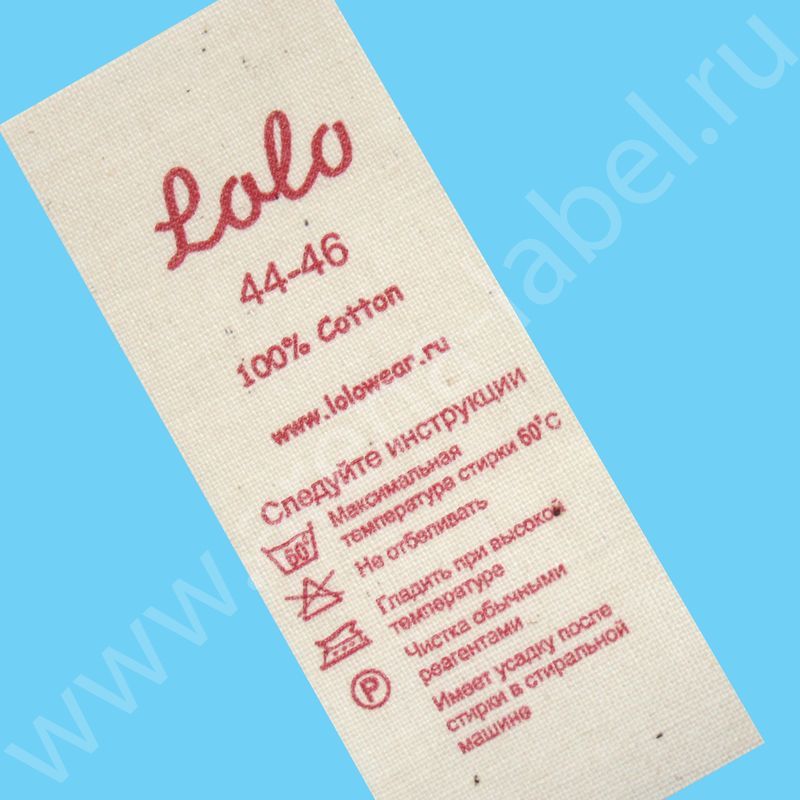 Lolo
44-46
100% Cotton
www.lolowear.ru
Следуйте инструкции
60°
Максимальная
температура стирки 60°C
Не отбеливать
Гладить при высокой
температуре
P
Чистка обычными
реагентами
Имеет усадку после
стирки в стиральной
машине